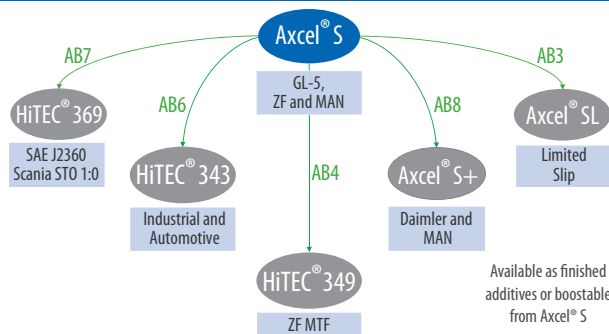 Axcel® S
GL-5,
ZF and MAN
AB7
AB6
AB4
AB8
AB3
HiTEC® 369
SAE J2360
Scania STO 1:0
HiTEC® 343
Industrial and
Automotive
HiTEC® 349
ZF MTF
Axcel® S+
Daimler and
MAN
Axcel® SL
Limited
Slip
Available as finished
additives or boostable
from Axcel® S